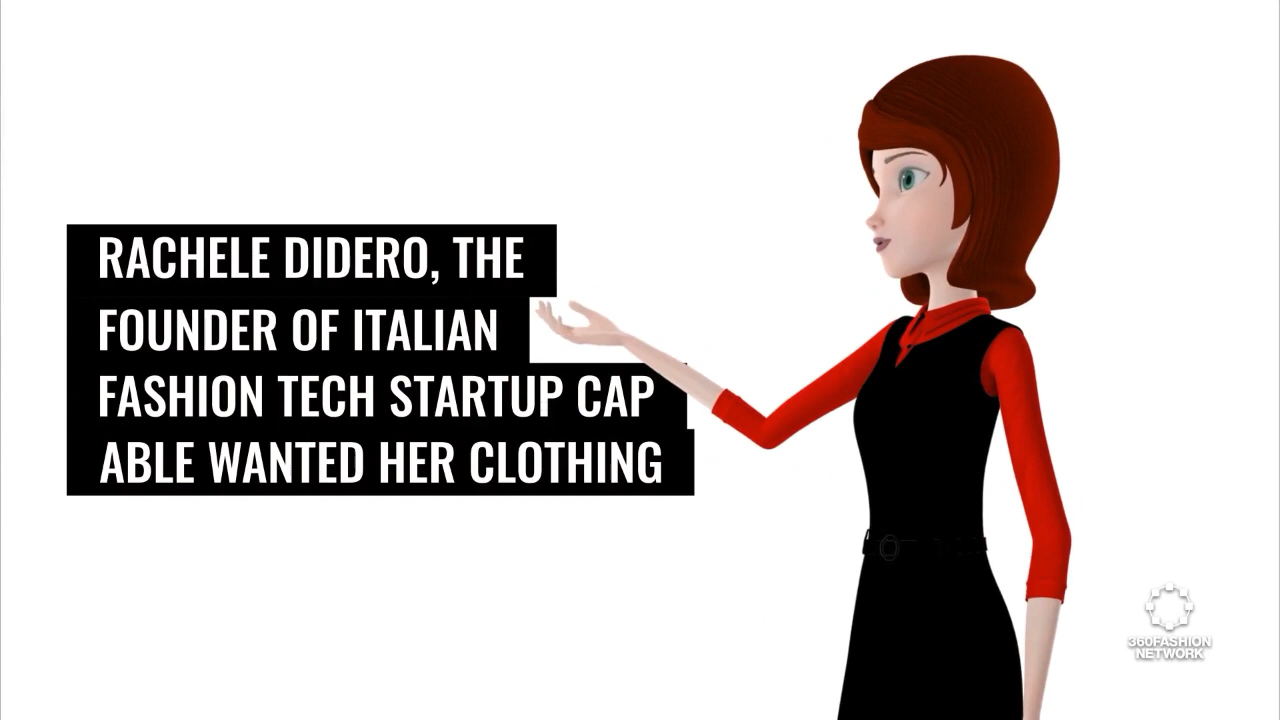 RACHELE DIDERO, THE
FOUNDER OF ITALIAN
FASHION TECH STARTUP CAP
ABLE WANTED HER CLOTHING
360FASHION
NETWORK